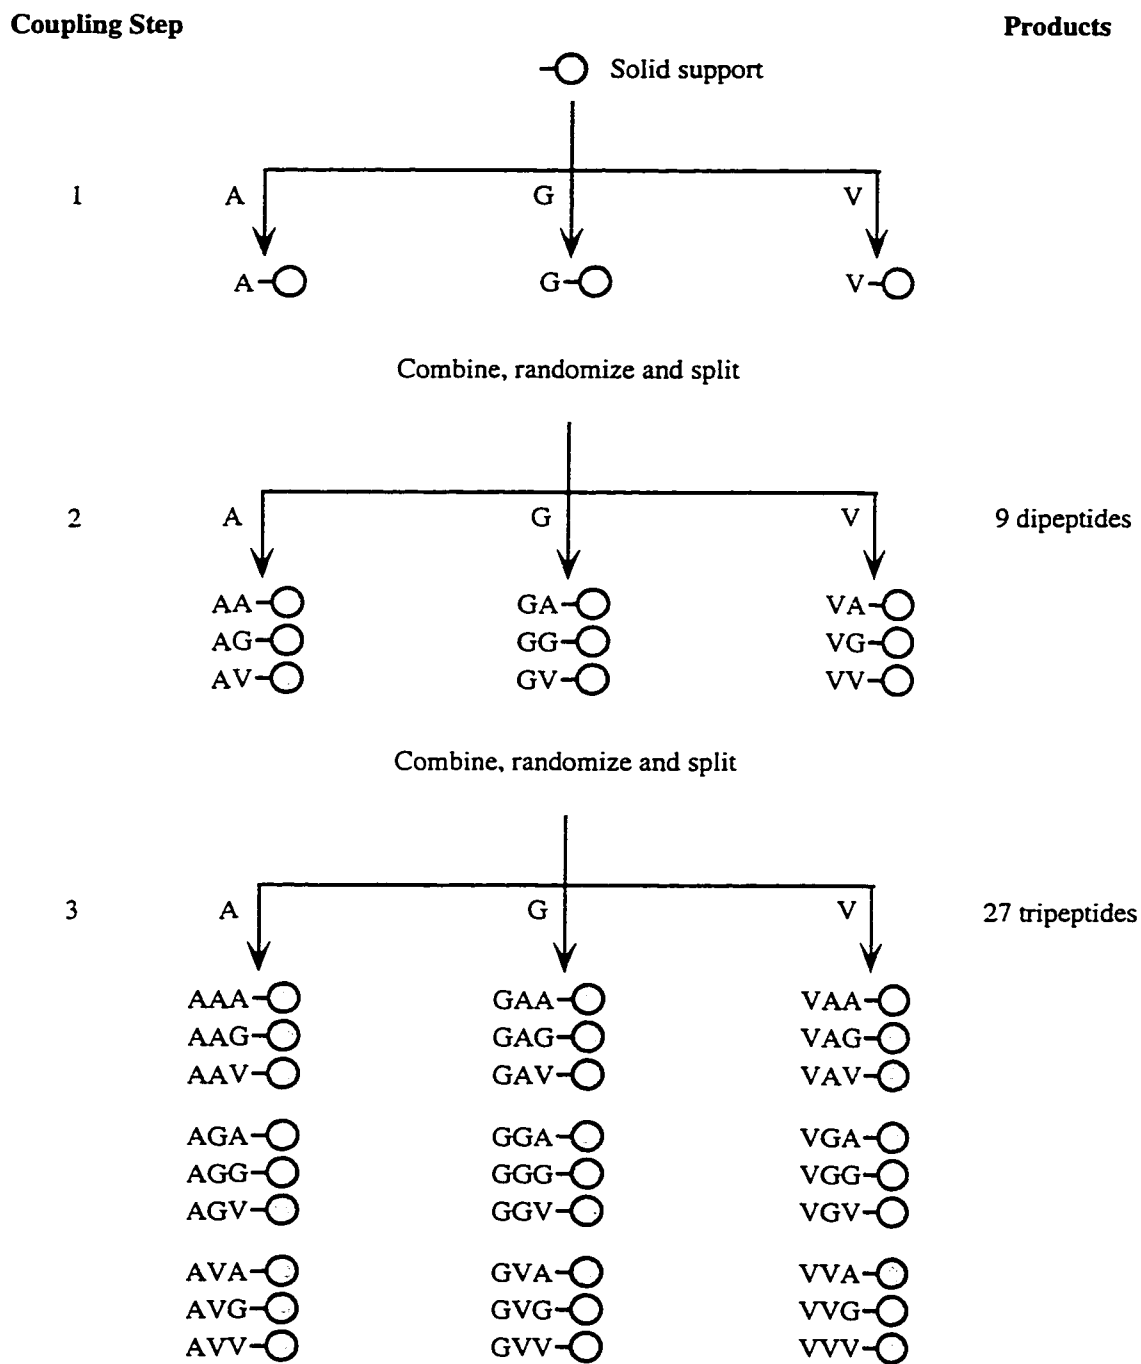 Coupling Step Products
Solid support
1 A G V
A G V
Combine, randomize and split
2 A G V 9 dipeptides
AA GA VA
AG GG VG
AV GV VV
Combine, randomize and split
3 A G V 27 tripeptides
AAA GAA VAA
AAG GAG VAG
AAV GAV VAV
AGA GGA VGA
AGG GGG VGG
AGV GGV VGV
AVA GVA VVA
AVG GVG VVG
AVV GVV VVV